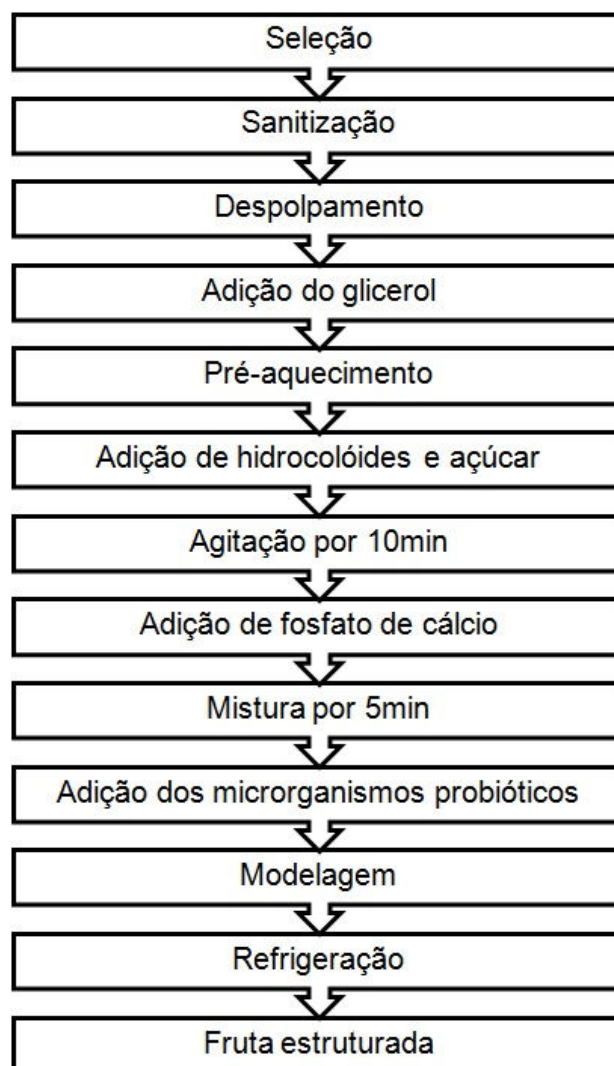 Seleção
Sanitização
Despolpamento
Adição do glicerol
Pré-aquecimento
Adição de hidrocolóides e açúcar
Agitação por 10min
Adição de fosfato de cálcio
Mistura por 5min
Adição dos microrganismos probióticos
Modelagem
Refrigeração
Fruta estruturada